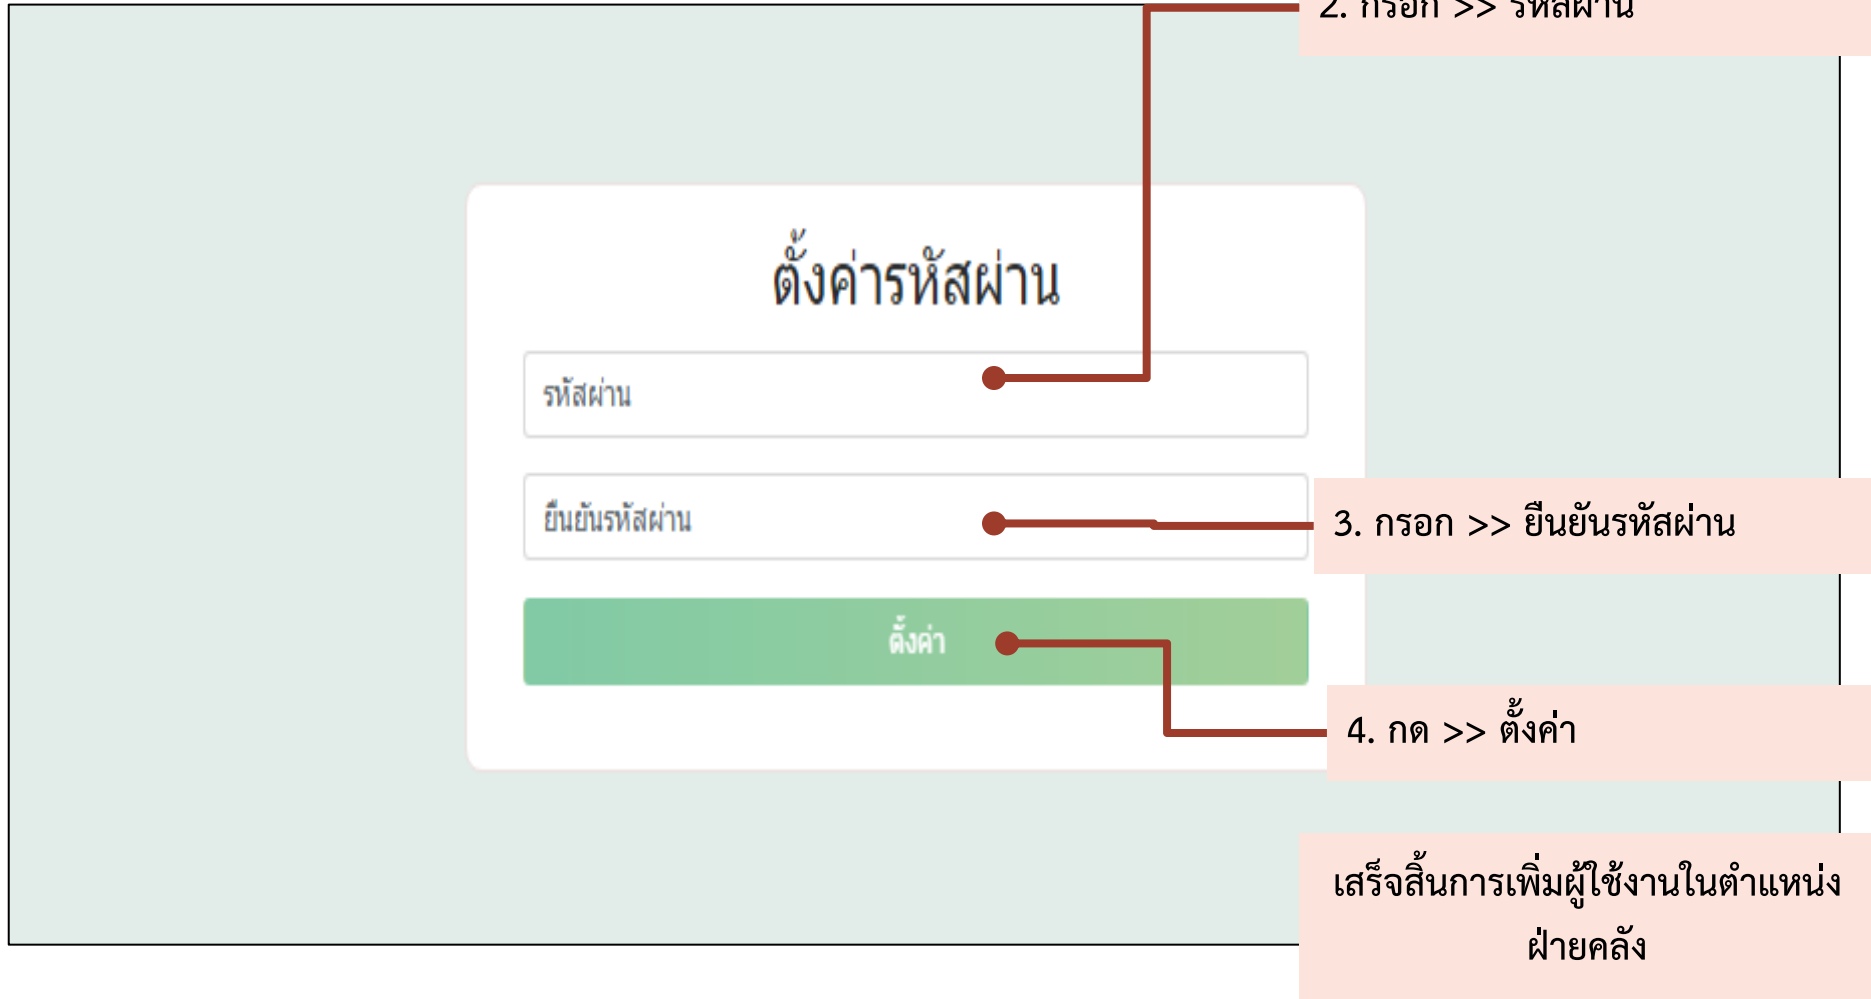 2. กรอก >> รหัสผ่าน
ตั้งค่ารหัสผ่าน
รหัสผ่าน
ยืนยันรหัสผ่าน
3. กรอก >> ยืนยันรหัสผ่าน
ตั้งค่า
4. กด >> ตั้งค่า
เสร็จสิ้นการเพิ่มผู้ใช้งานในตำแหน่ง
ฝ่ายคลัง